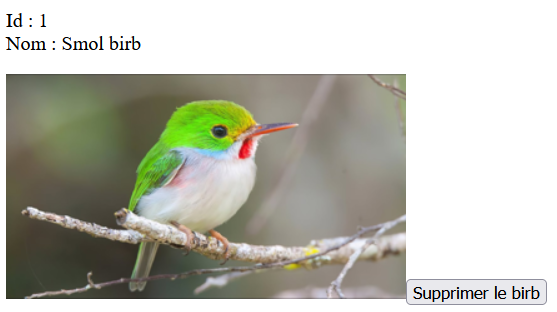 Id : 1
Nom : Smol birb
Supprimer le birb